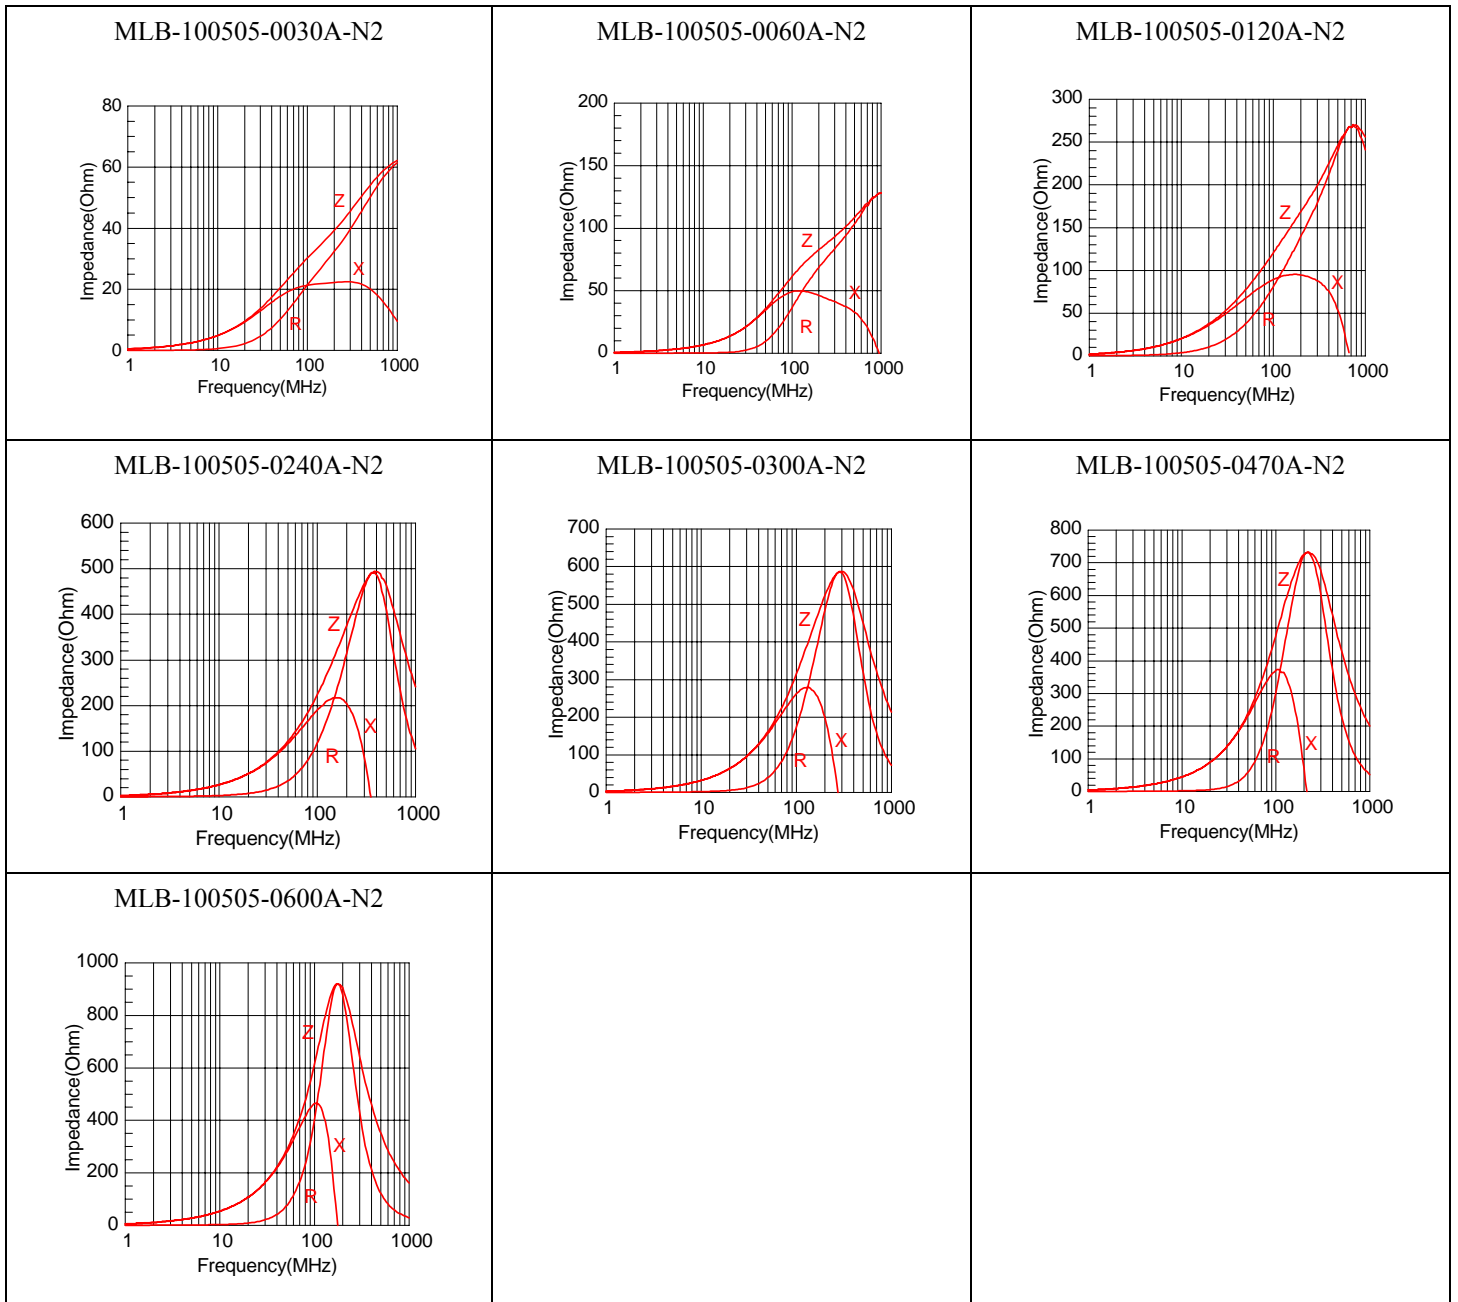 MLB-100505-0030A-N2
80
60
40
20
0
Impedance(Ohm)
Z
X
R
1
10
100
1000
Frequency(MHz)
MLB-100505-0060A-N2
200
150
100
50
0
Impedance(Ohm)
Z
X
R
1
10
100
1000
Frequency(MHz)
MLB-100505-0120A-N2
300
250
200
150
100
50
0
Impedance(Ohm)
Z
X
R
1
10
100
1000
Frequency(MHz)
MLB-100505-0240A-N2
600
500
400
300
200
100
0
Impedance(Ohm)
Z
X
R
1
10
100
1000
Frequency(MHz)
MLB-100505-0300A-N2
700
600
500
400
300
200
100
0
Impedance(Ohm)
Z
X
R
1
10
100
1000
Frequency(MHz)
MLB-100505-0470A-N2
800
700
600
500
400
300
200
100
0
Impedance(Ohm)
Z
X
R
1
10
100
1000
Frequency(MHz)
MLB-100505-0600A-N2
1000
800
600
400
200
0
Impedance(Ohm)
Z
X
R
1
10
100
1000
Frequency(MHz)